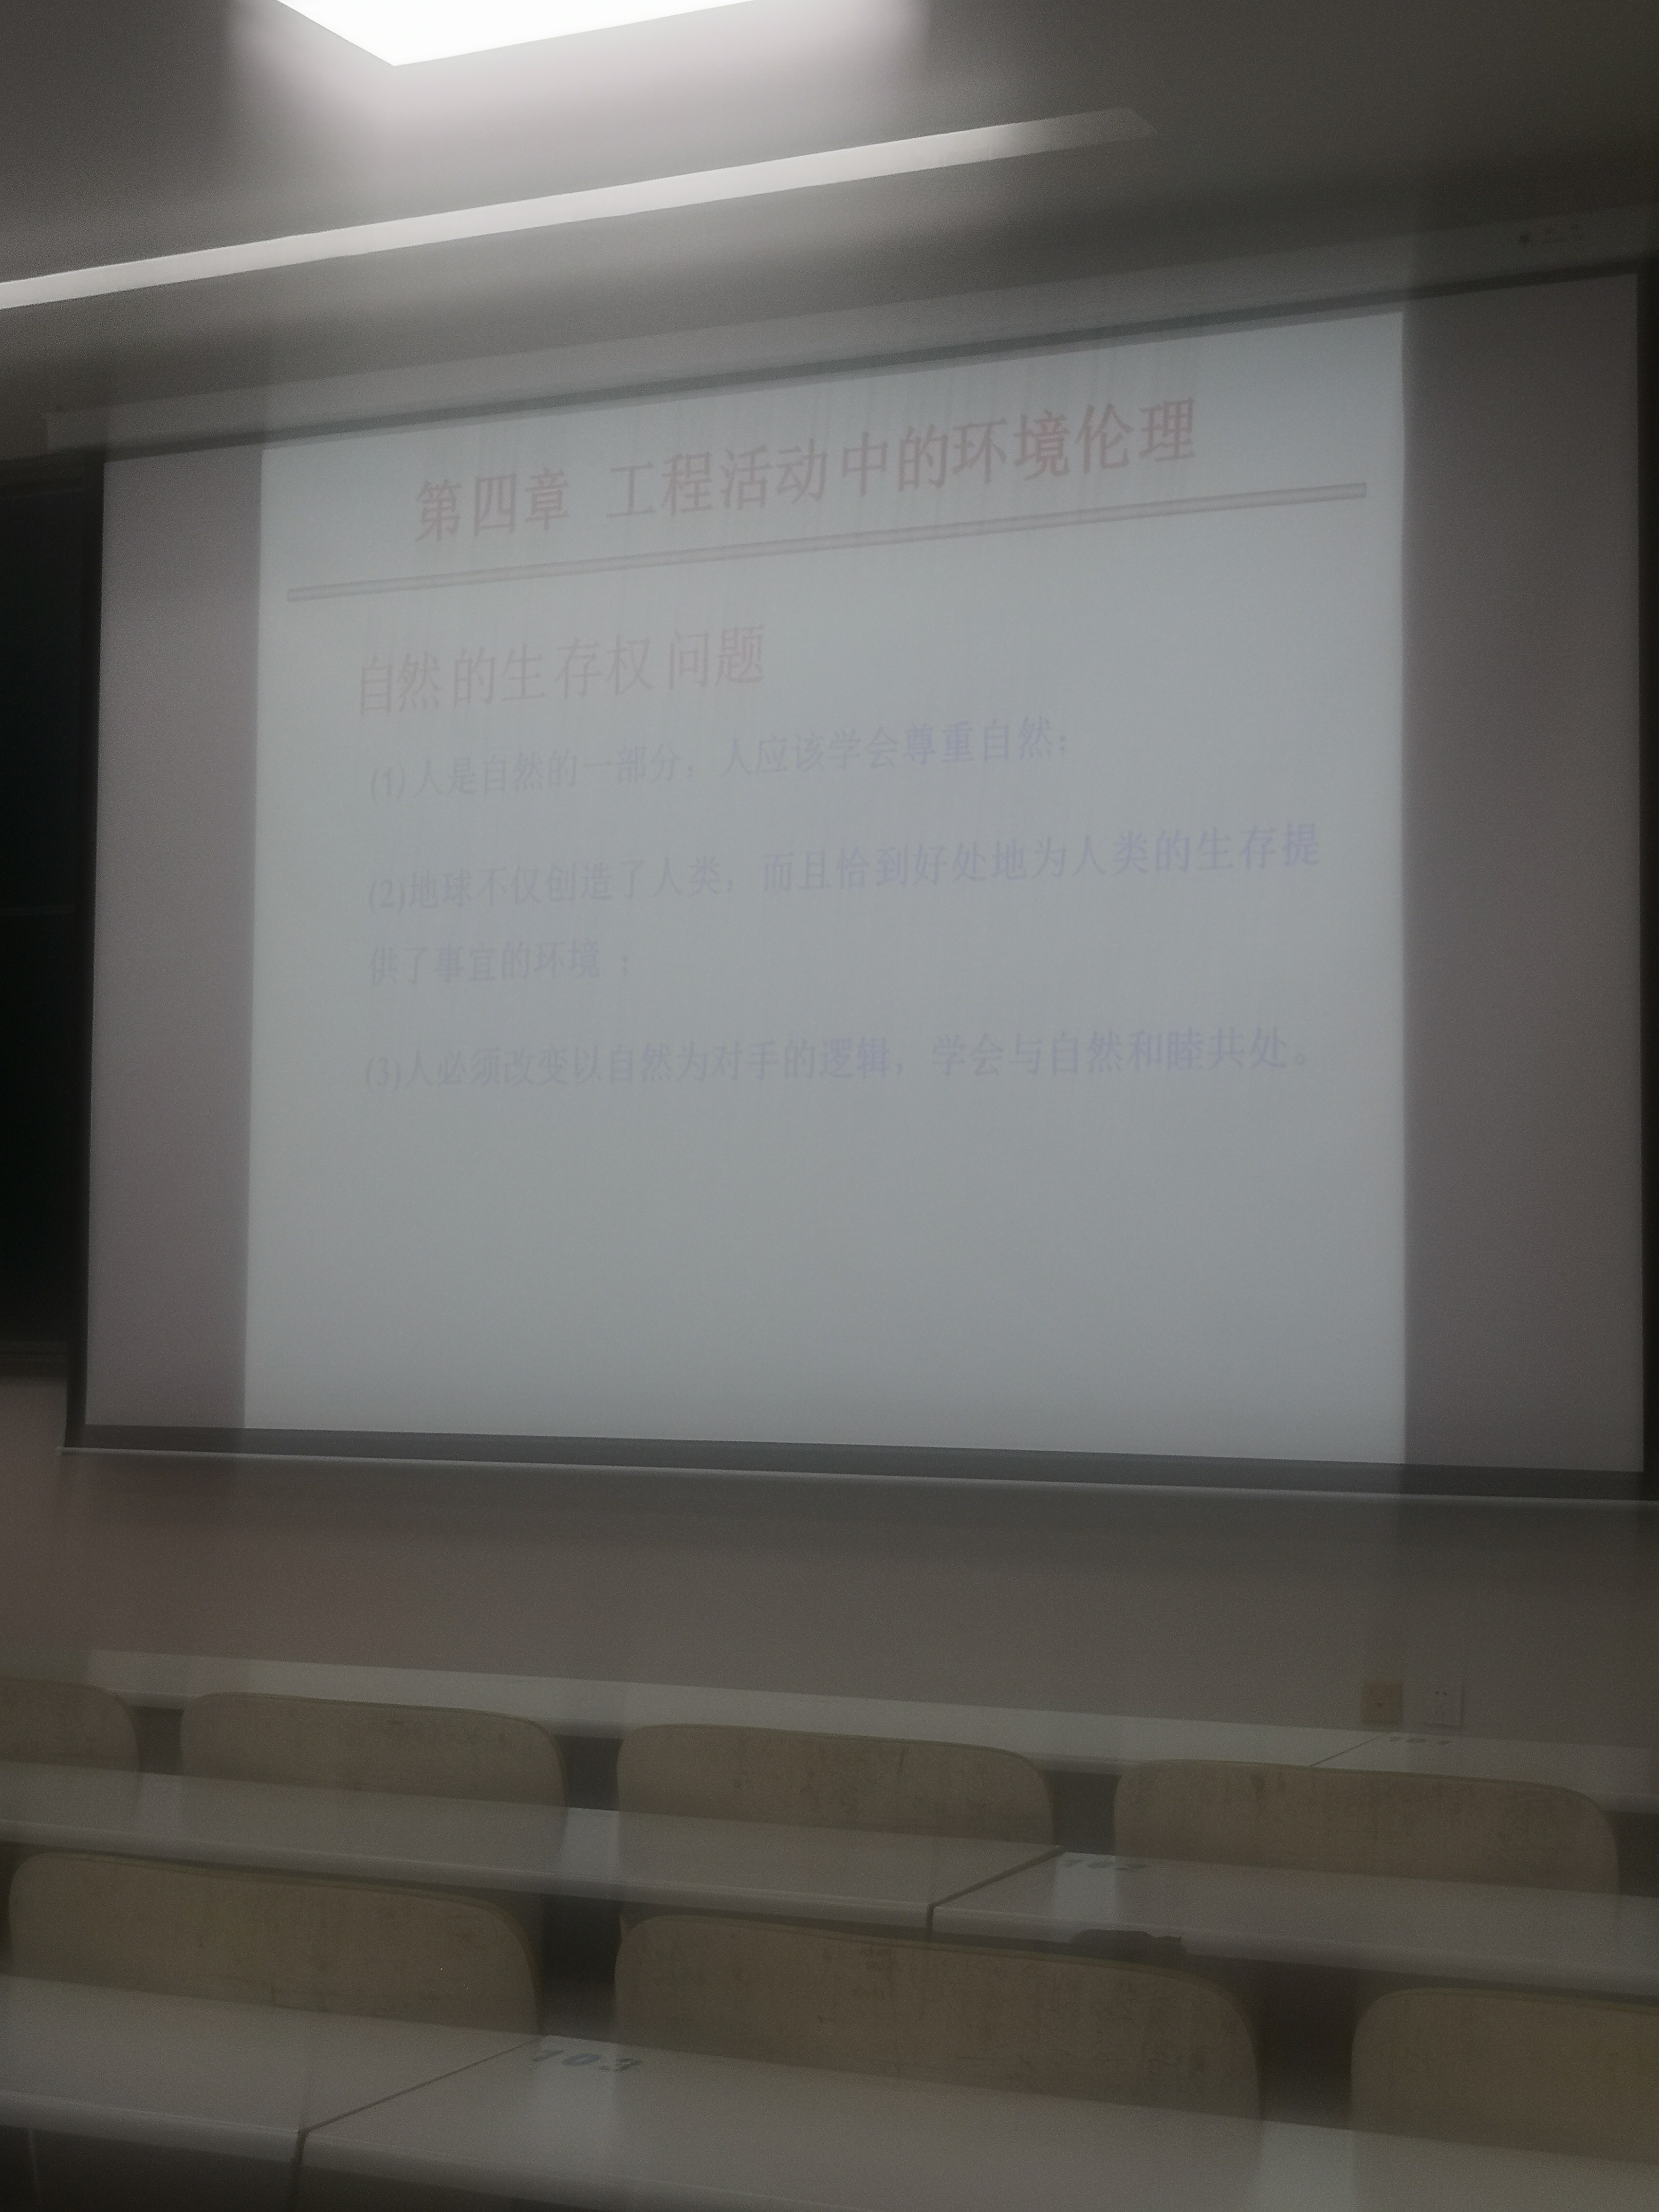 第四章 工程活动中的环境伦理
自然的生存权问题
(1)人是自然的一部分，人应该学会尊重自然；
(2)地球不仅创造了人类，而且恰到好处地为人类的生存提
供了事宜的环境；
(3)人必须改变以自然为对手的逻辑，学会与自然和睦共处。
101
102
103